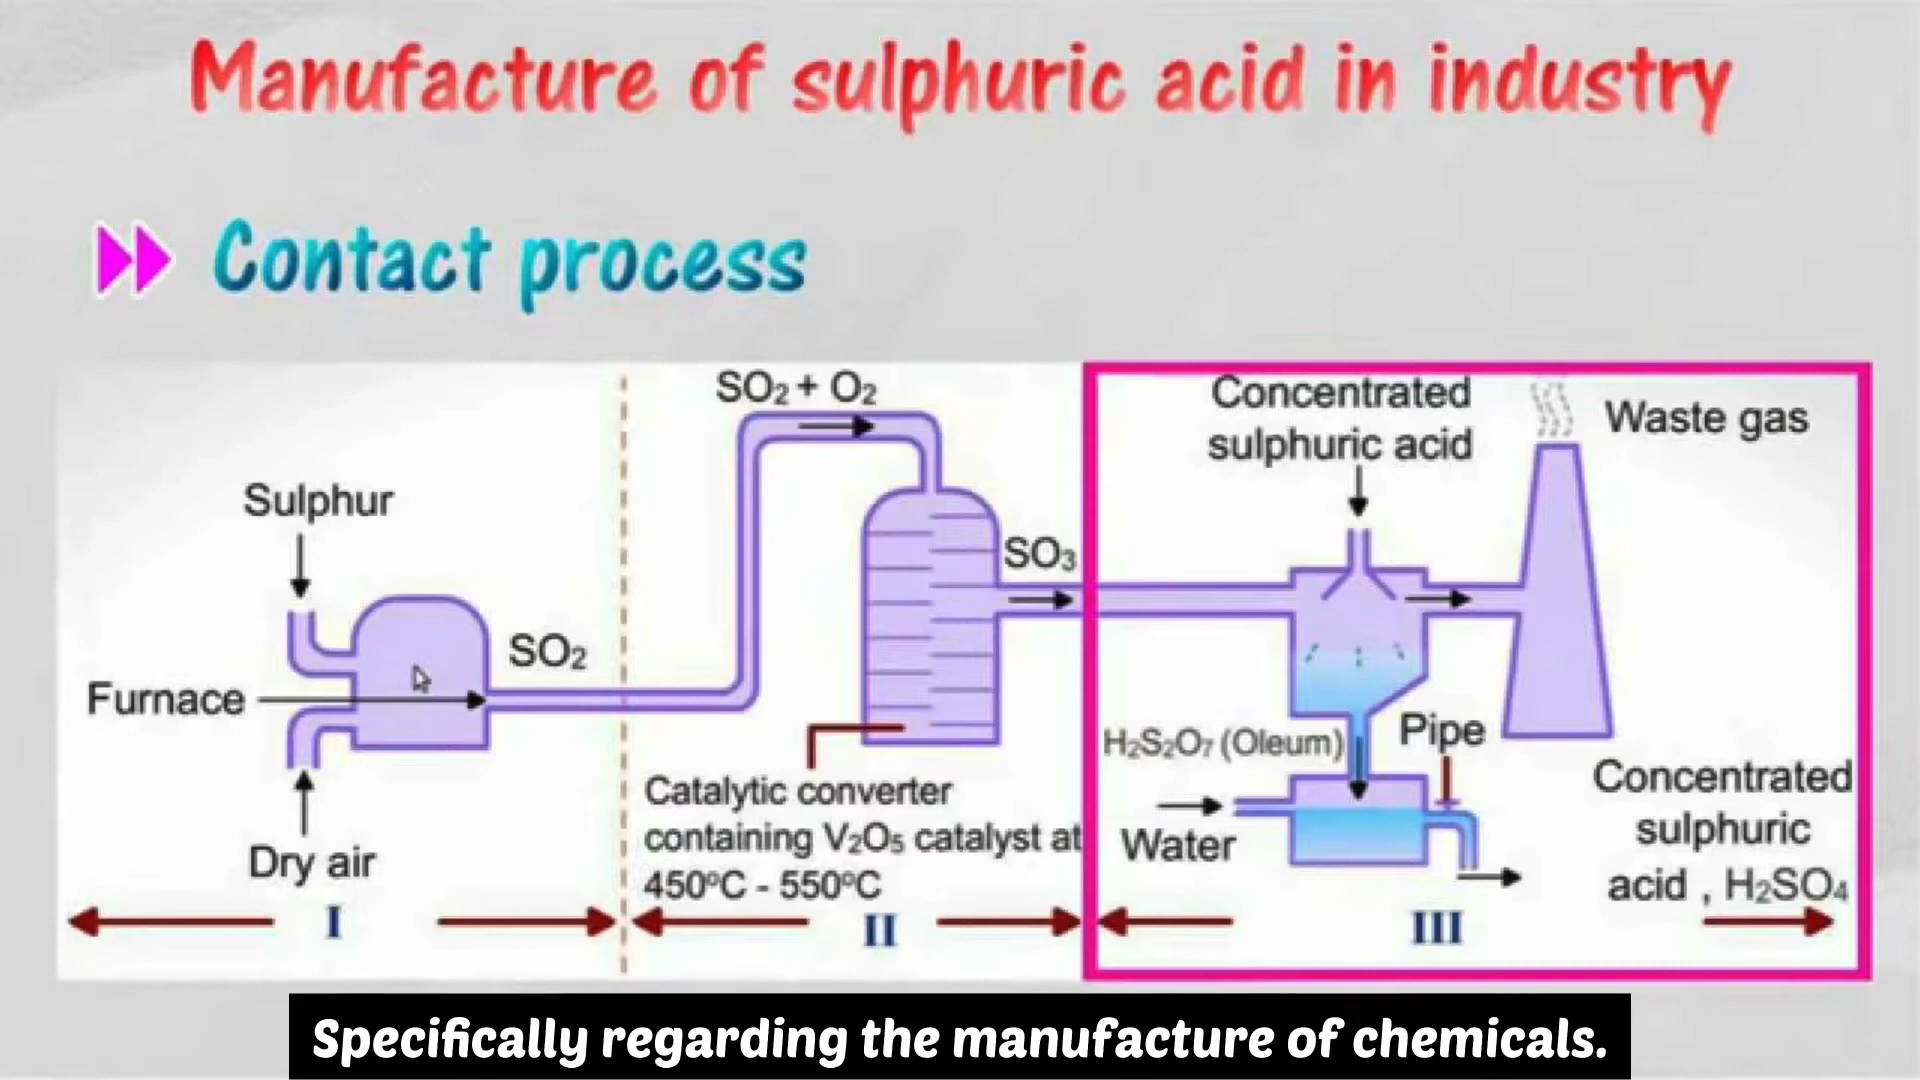 Manufacture of sulphuric acid in industry
Contact process
Sulphur
Furnace
Dry air
SO₂
I
SO₂ + O₂
SO₃
Catalytic converter
containing V₂O₅ catalyst at
450ºC - 550ºC
II
Concentrated
sulphuric acid
Waste gas
H₂S₂O₇ (Oleum)
Pipe
Water
Concentrated
sulphuric
acid , H₂SO₄
III
Specifically regarding the manufacture of chemicals.